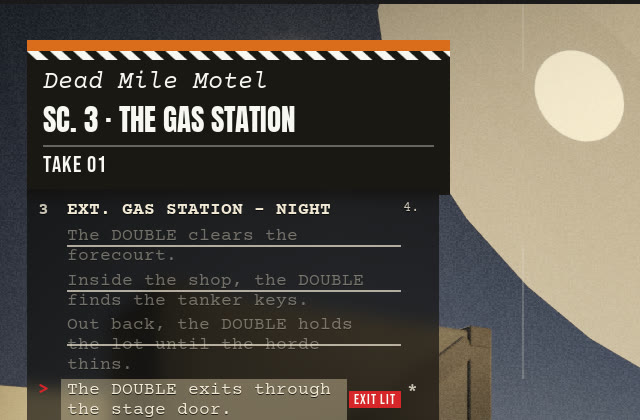 Dead Mile Motel
SC. 3 · THE GAS STATION
TAKE 01
3 EXT. GAS STATION - NIGHT 4.
The DOUBLE clears the
forecourt.
Inside the shop, the DOUBLE
finds the tanker keys.
Out back, the DOUBLE holds
the lot until the horde
thins.
> The DOUBLE exits through EXIT LIT *
the stage door.